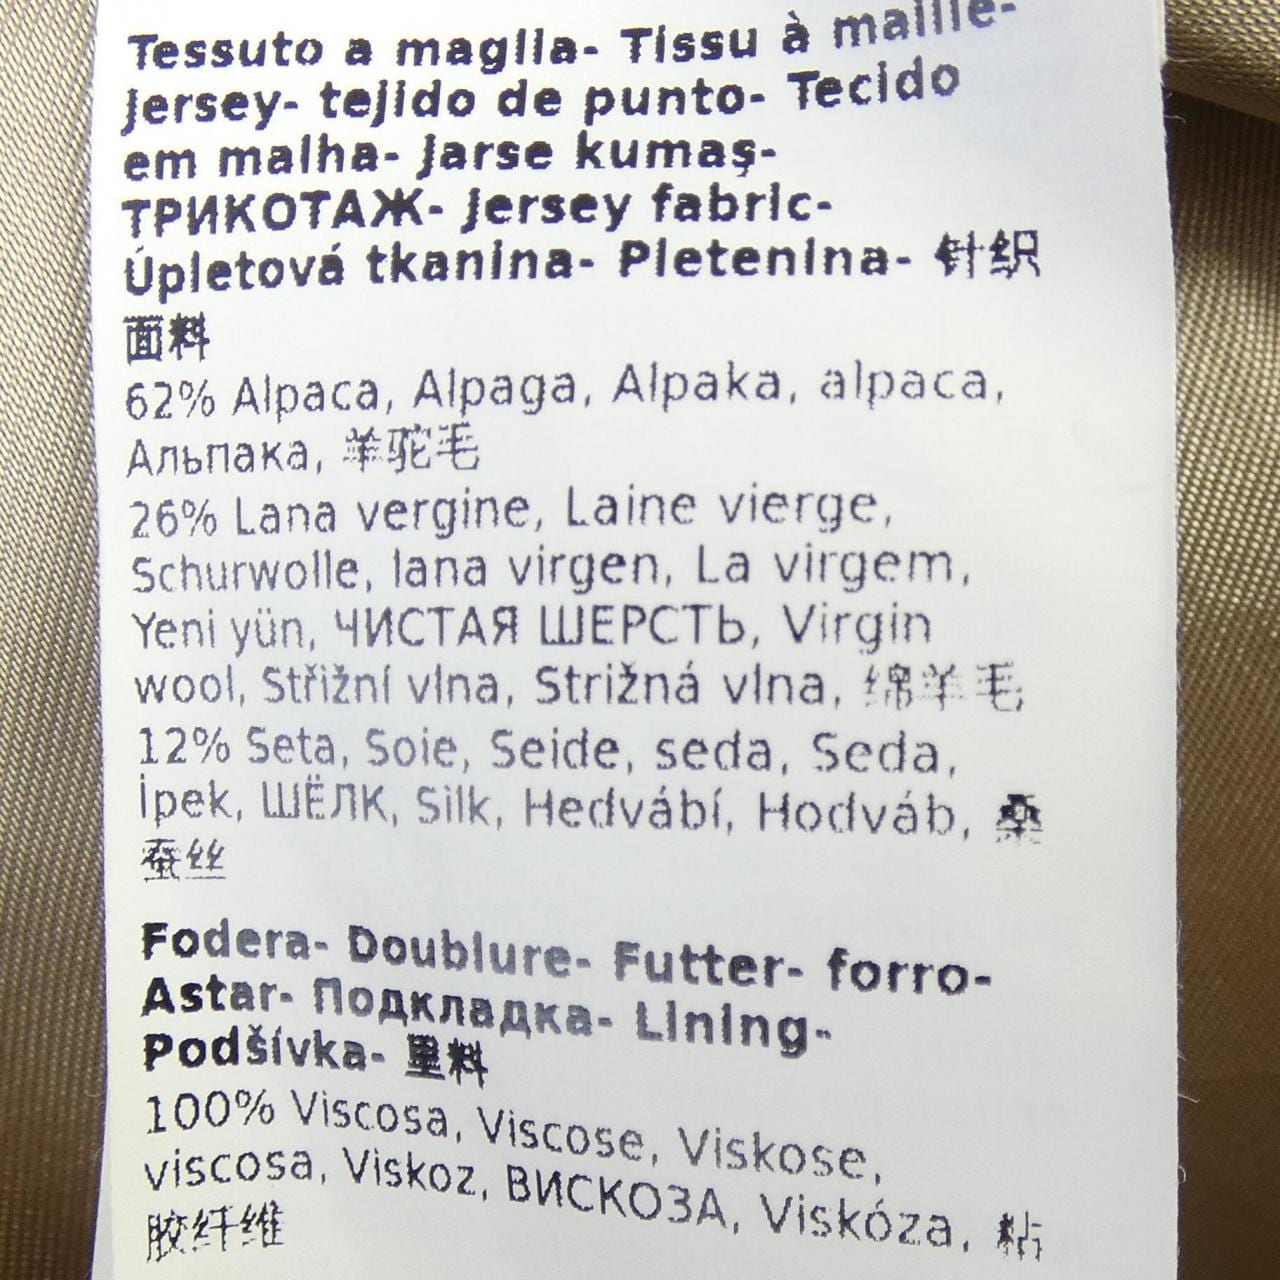 Tessuto a maglia- Tissu à maille-
Jersey- tejido de punto- Tecido
em malha- Jarse kumaş-
ТРИКОТАЖ- Jersey fabric-
Úpletová tkanina- Pletenina- 针织
面料
62% Alpaca, Alpaga, Alpaka, alpaca,
Альпака, 羊驼毛
26% Lana vergine, Laine vierge,
Schurwolle, lana virgen, La virgem,
Yeni yün, ЧИСТАЯ ШЕРСТЬ, Virgin
wool, Střižní vlna, Strižná vlna, 绵羊毛
12% Seta, Soie, Seide, seda, Seda,
İpek, ШЁЛК, Silk, Hedvábí, Hodváb, 桑
蚕丝
Fodera- Doublure- Futter- forro-
Astar- Подкладка- Lining-
Podšívka- 里料
100% Viscosa, Viscose, Viskose,
viscosa, Viskoz, ВИСКОЗА, Viskóza, 粘
胶纤维